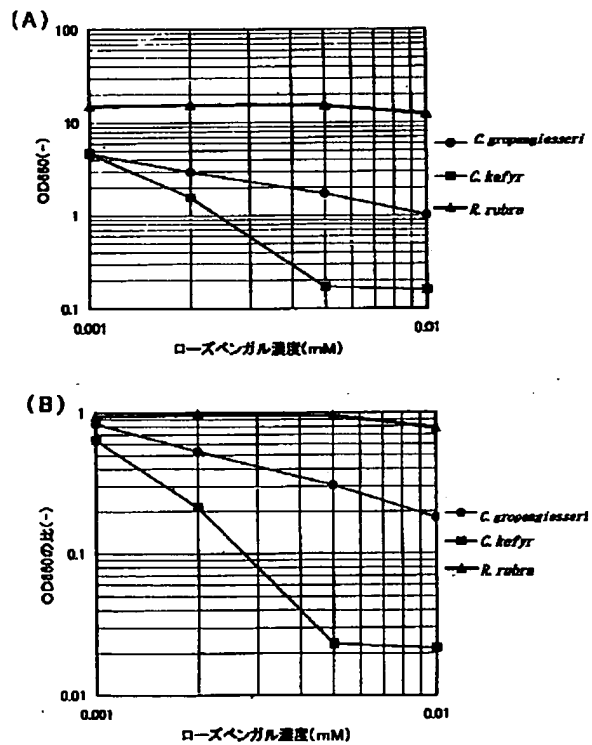 (A)
100
10
1
0.1
OD660(-)
0.001
0.01
ローズベンガル濃度(mM)
C. gropengiesseri
C. kefyr
R. rubra
(B)
1
0.1
0.01
OD660の比(-)
0.001
0.01
ローズベンガル濃度(mM)
C. gropengiesseri
C. kefyr
R. rubra